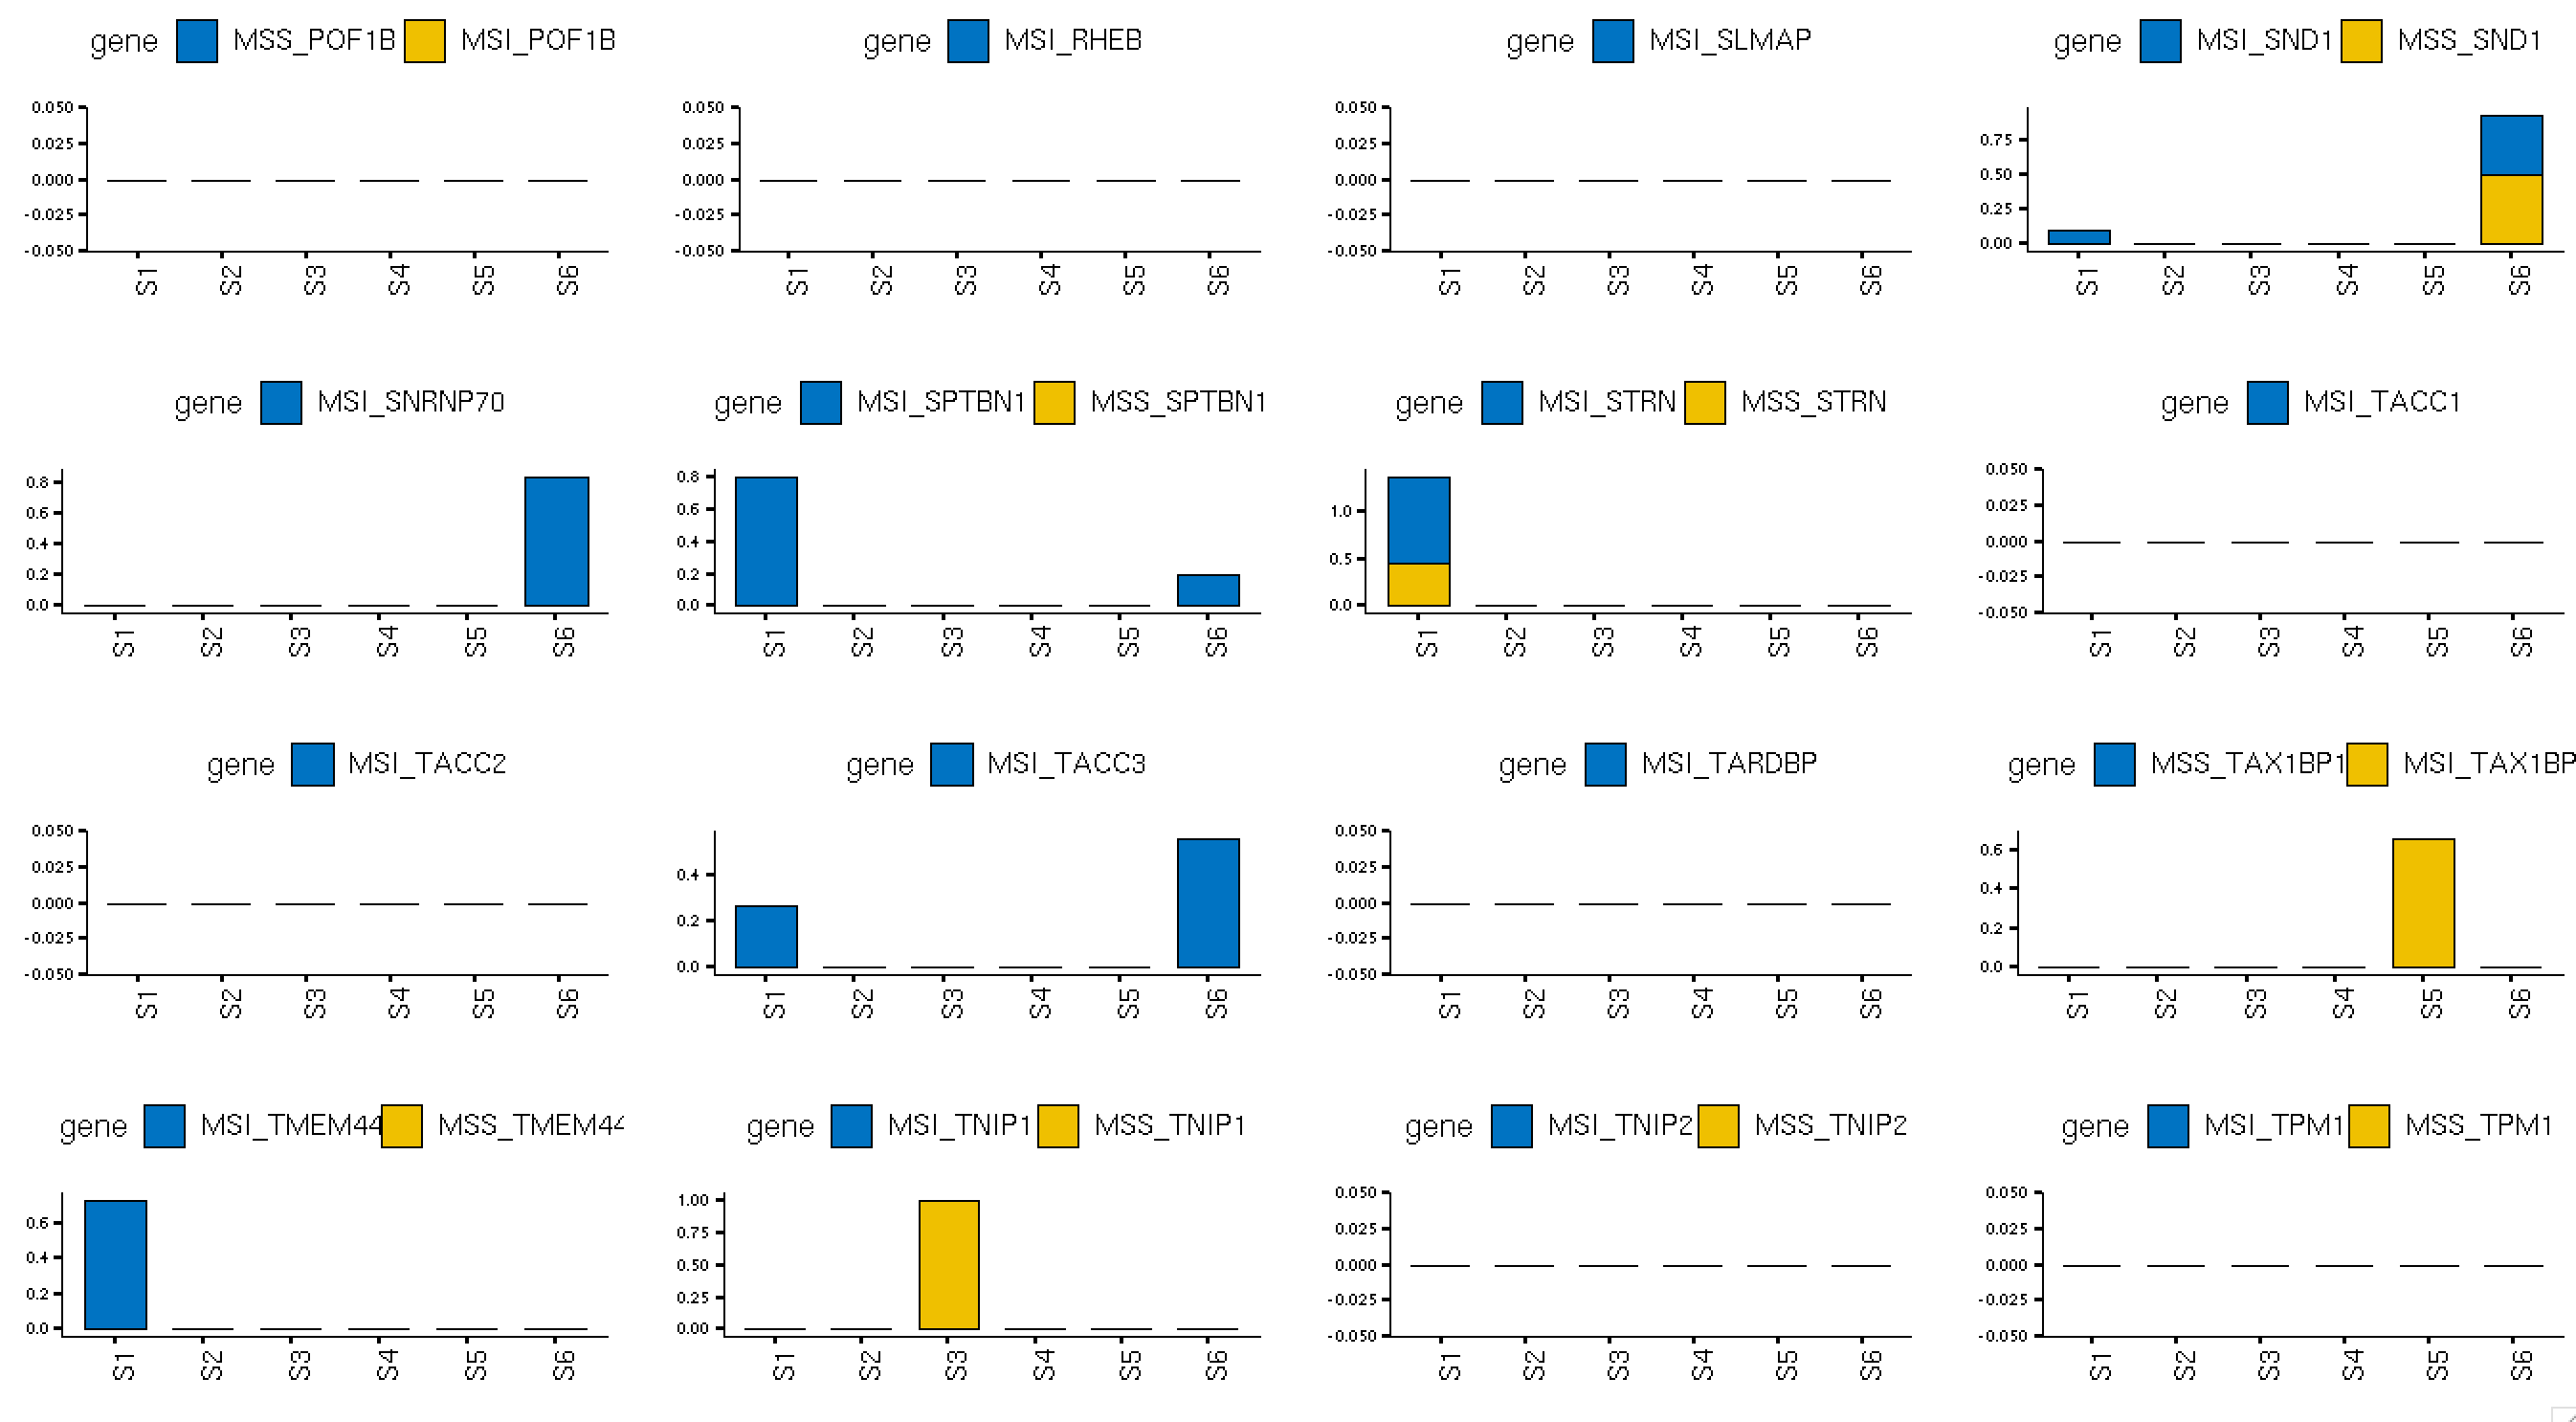 gene MSS_POF1B MSI_POF1B
gene MSI_RHEB
gene MSI_SLMAP
gene MSI_SND1 MSS_SND1
0.050
0.025
0.000
-0.025
-0.050
S1 S2 S3 S4 S5 S6
0.050
0.025
0.000
-0.025
-0.050
S1 S2 S3 S4 S5 S6
0.050
0.025
0.000
-0.025
-0.050
S1 S2 S3 S4 S5 S6
0.75
0.50
0.25
0.00
S1 S2 S3 S4 S5 S6
gene MSI_SNRNP70
gene MSI_SPTBN1 MSS_SPTBN1
gene MSI_STRN MSS_STRN
gene MSI_TACC1
0.8
0.6
0.4
0.2
0.0
S1 S2 S3 S4 S5 S6
0.8
0.6
0.4
0.2
0.0
S1 S2 S3 S4 S5 S6
1.0
0.5
0.0
S1 S2 S3 S4 S5 S6
0.050
0.025
0.000
-0.025
-0.050
S1 S2 S3 S4 S5 S6
gene MSI_TACC2
gene MSI_TACC3
gene MSI_TARDBP
gene MSS_TAX1BP1 MSI_TAX1BP
0.050
0.025
0.000
-0.025
-0.050
S1 S2 S3 S4 S5 S6
0.4
0.2
0.0
S1 S2 S3 S4 S5 S6
0.050
0.025
0.000
-0.025
-0.050
S1 S2 S3 S4 S5 S6
0.6
0.4
0.2
0.0
S1 S2 S3 S4 S5 S6
gene MSI_TMEM44 MSS_TMEM44
gene MSI_TNIP1 MSS_TNIP1
gene MSI_TNIP2 MSS_TNIP2
gene MSI_TPM1 MSS_TPM1
0.6
0.4
0.2
0.0
S1 S2 S3 S4 S5 S6
1.00
0.75
0.50
0.25
0.00
S1 S2 S3 S4 S5 S6
0.050
0.025
0.000
-0.025
-0.050
S1 S2 S3 S4 S5 S6
0.050
0.025
0.000
-0.025
-0.050
S1 S2 S3 S4 S5 S6